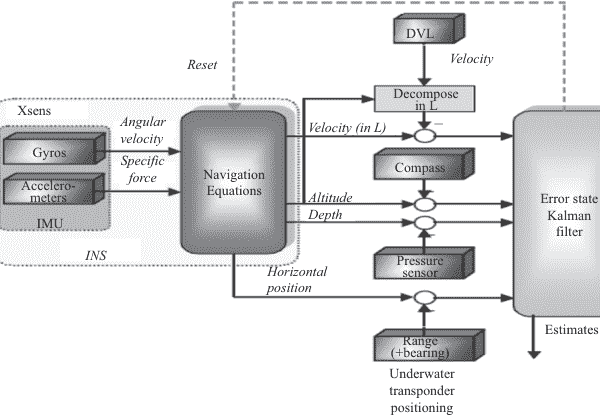 DVL
Velocity
Reset
Xsens
Decompose
in L
Angular
velocity
Velocity (in L)
–
Gyros
Specific
force
Navigation
Equations
Compass
Accelero-
meters
Altitude
Depth
Error state
Kalman
filter
IMU
INS
Pressure
sensor
Horizontal
position
Estimates
Range
(+bearing)
Underwater
transponder
positioning